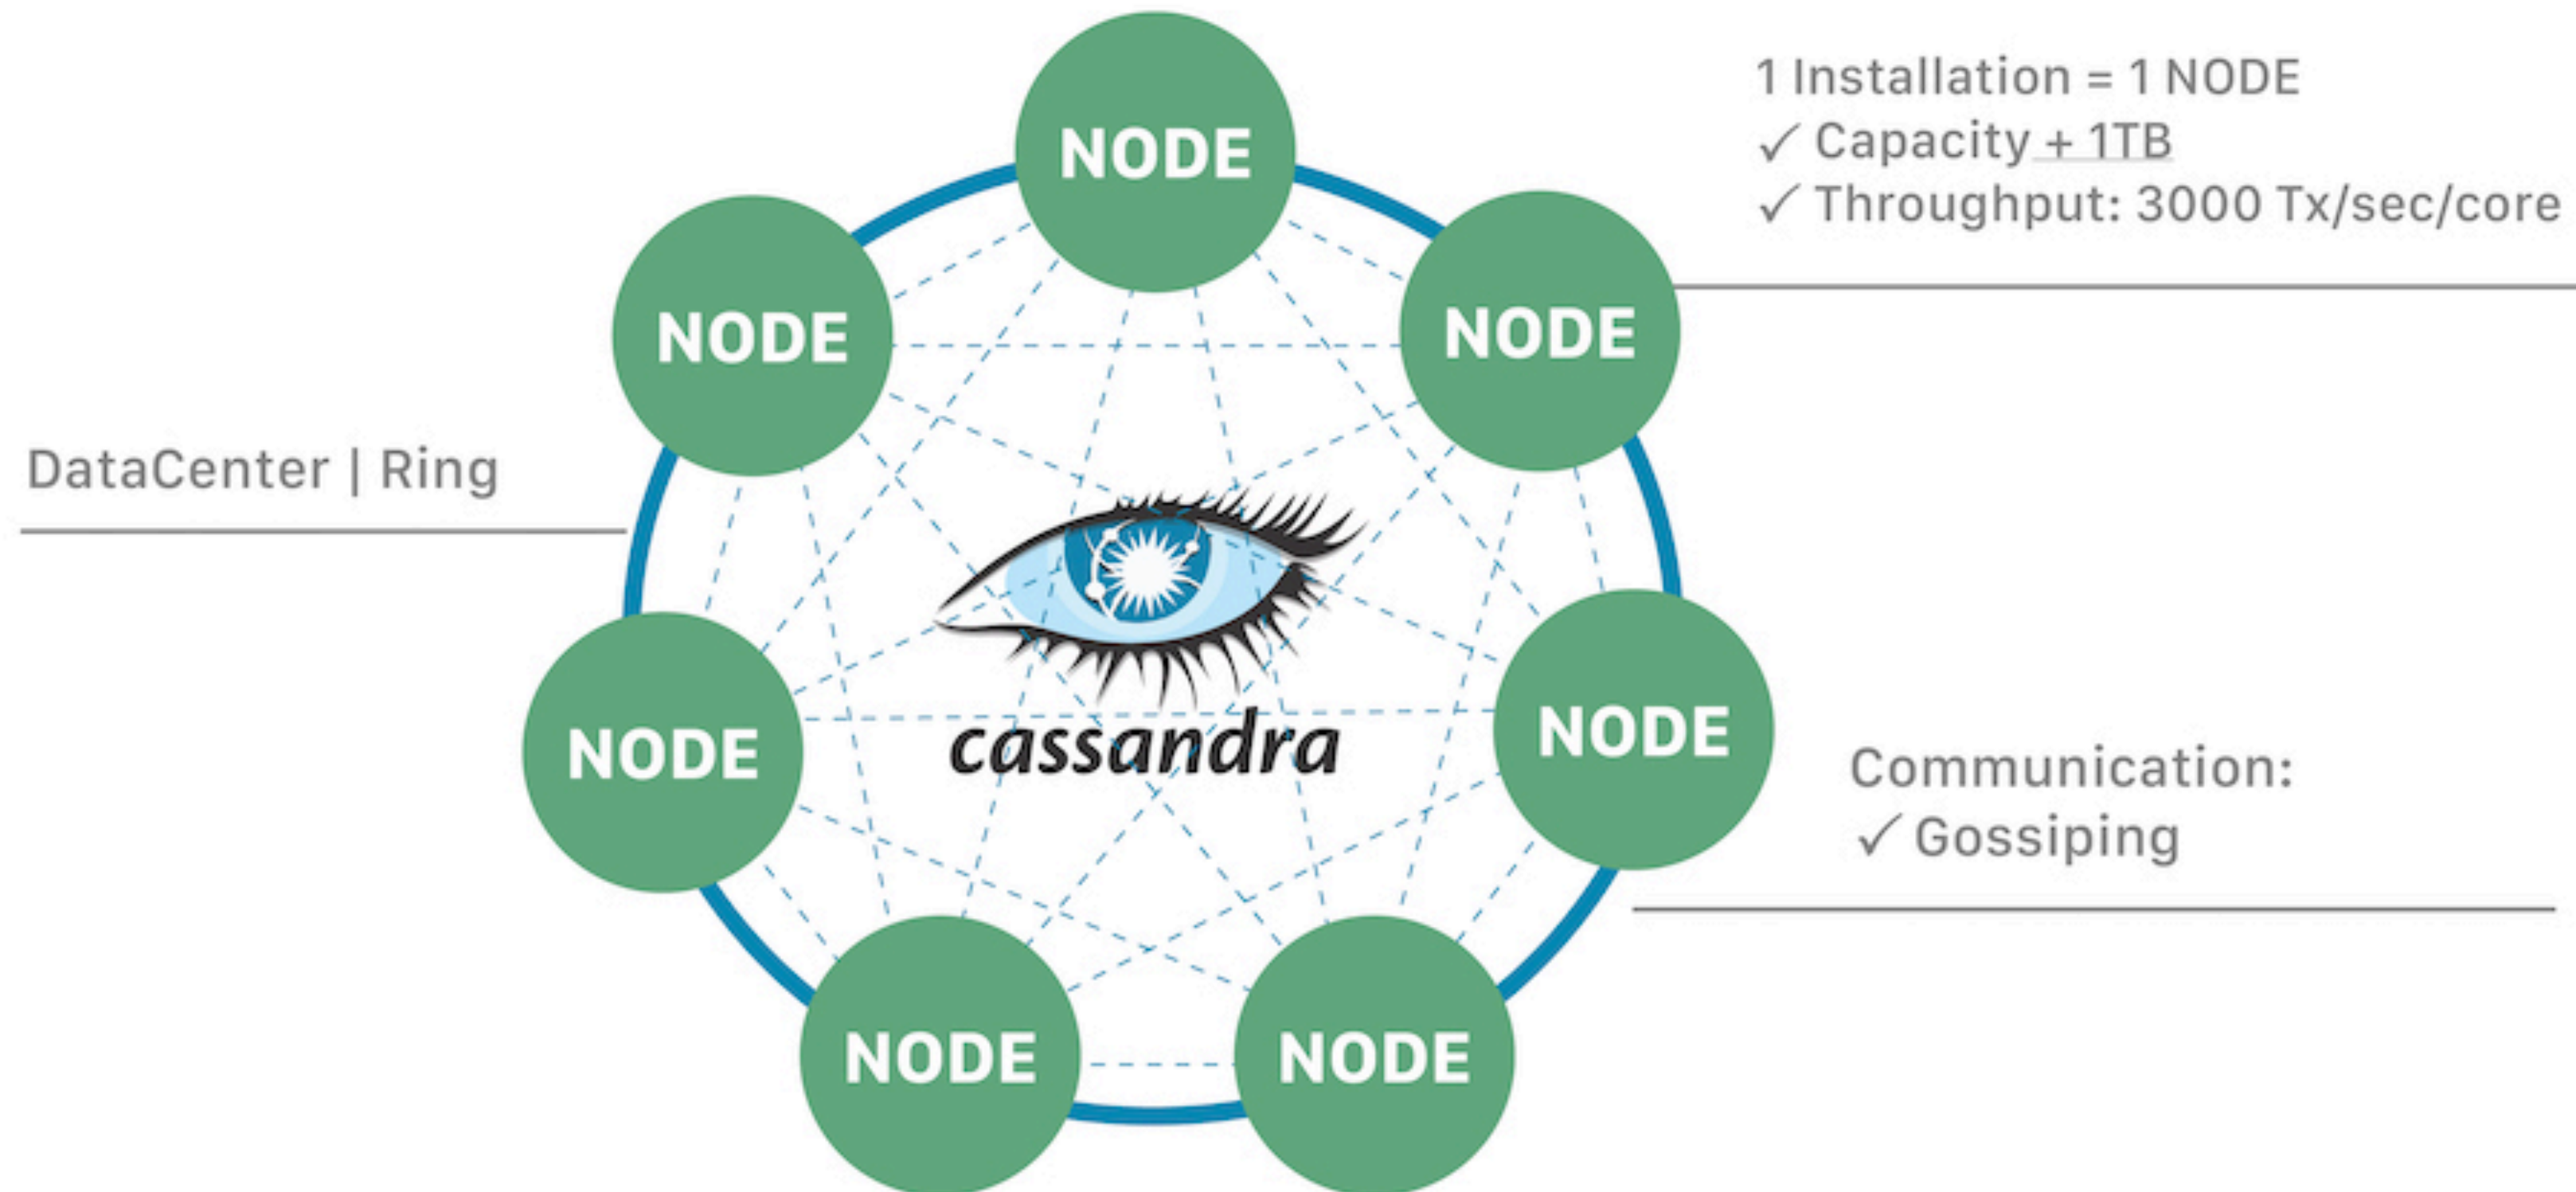 NODE
1 Installation = 1 NODE
✓ Capacity + 1TB
✓ Throughput: 3000 Tx/sec/core
NODE
NODE
DataCenter | Ring
NODE
NODE
cassandra
Communication:
✓ Gossiping
NODE
NODE